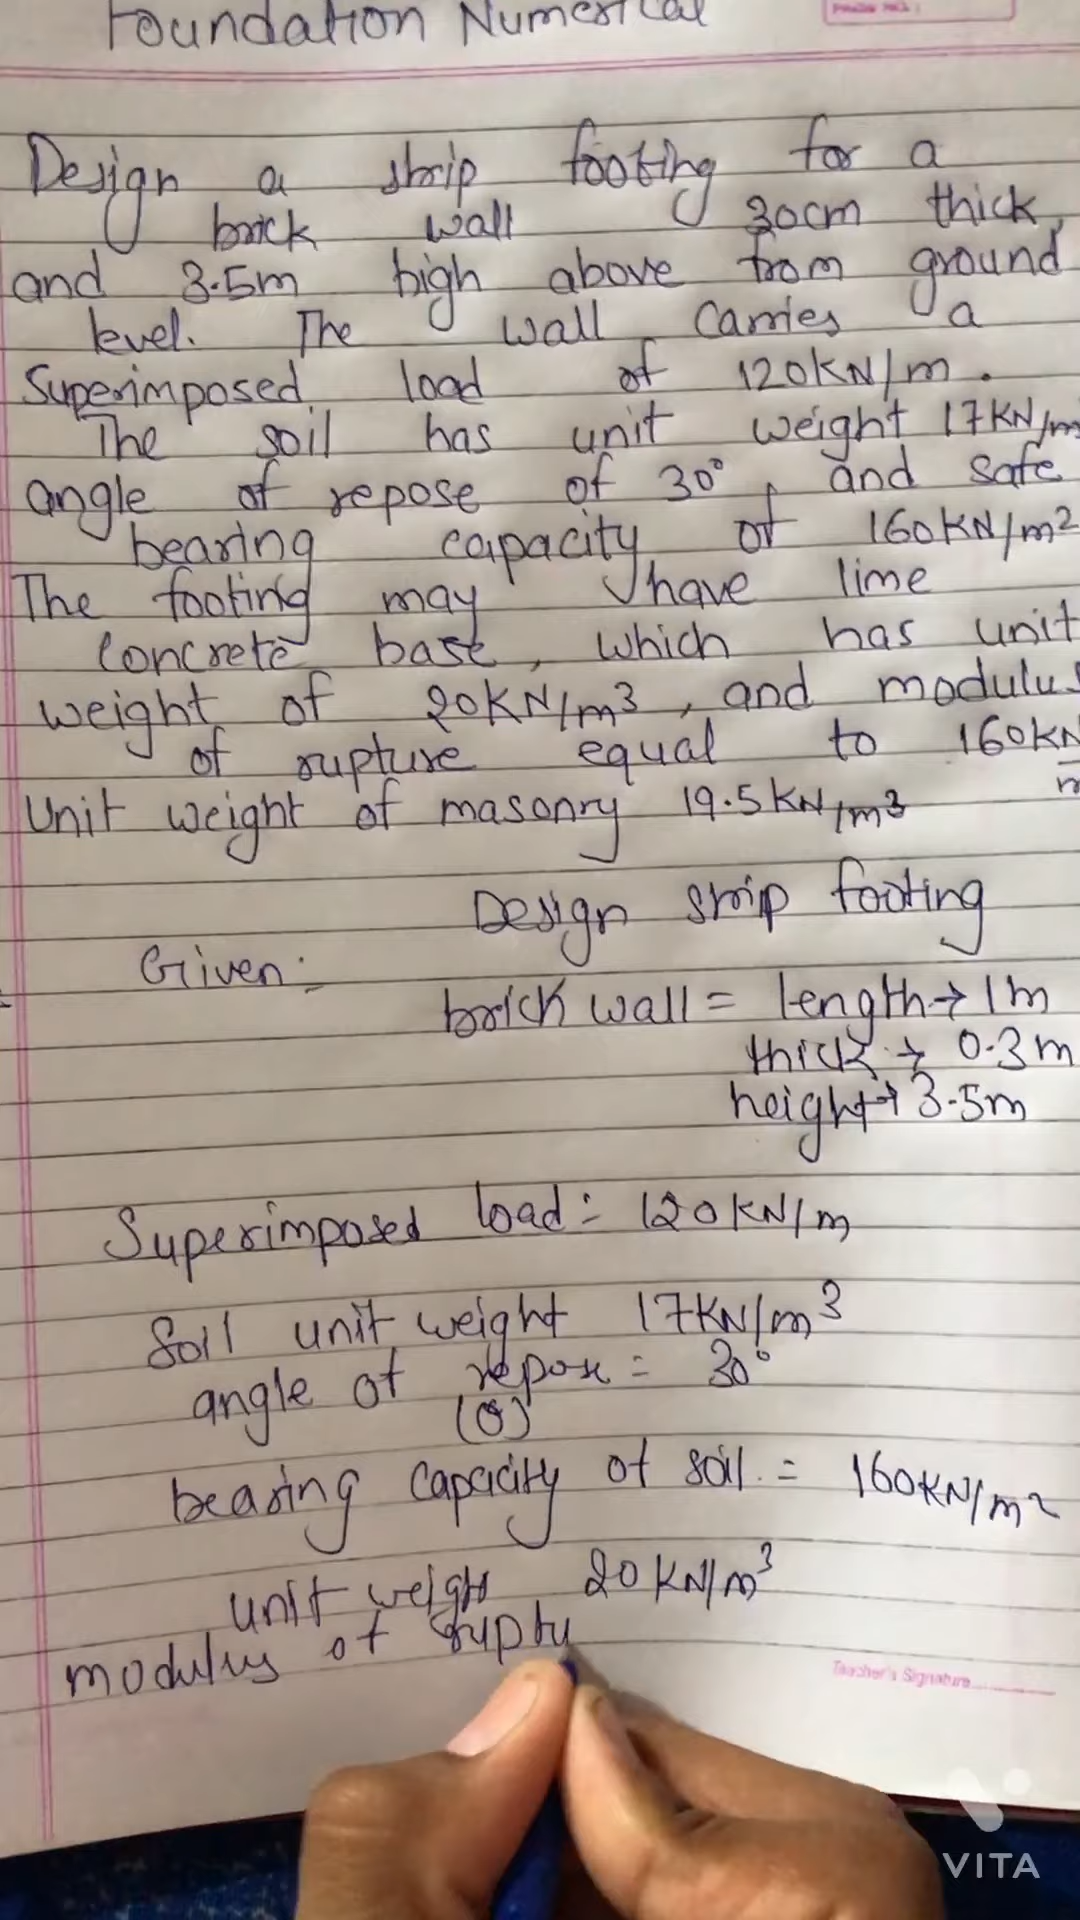 Foundation Numerical
Design a strip footing for a
brick wall 30cm thick,
and 3.5m high above from ground
level. The wall carries a
Superimposed load of 120KN/m.
The soil has unit weight 17KN/m
angle of repose of 30°, and safe
bearing capacity of 160KN/m2
The footing may have lime
Concrete base, which has unit
weight of 20KN/m3, and modulus
of rupture equal to 160KN
m
Unit weight of masonry 19.5KN/m3
Design strip footing
Given:-
brick wall = length→1m
thick → 0.3m
height→3.5m
Superimposed load:- 120KN/m
Soil unit weight 17KN/m3
angle of repose = 30°
(θ)
bearing capacity of soil. = 160KN/m2
unit weigh 20KN/m3
modulus of ruptu
Teacher's Signature
VITA